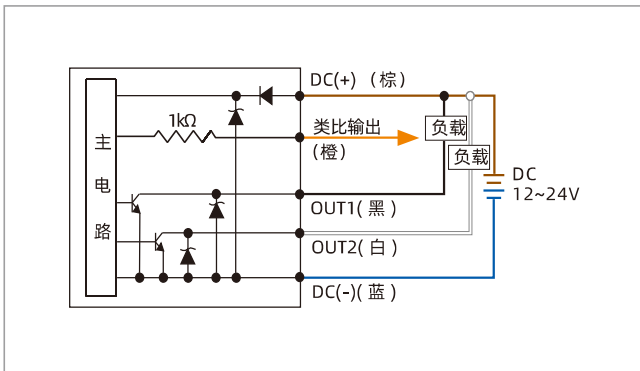 DC(+) (棕)
主电路
1kΩ
类比输出
(橙)
负载
负载
DC
12~24V
OUT1(黑)
OUT2(白)
DC(-)(蓝)